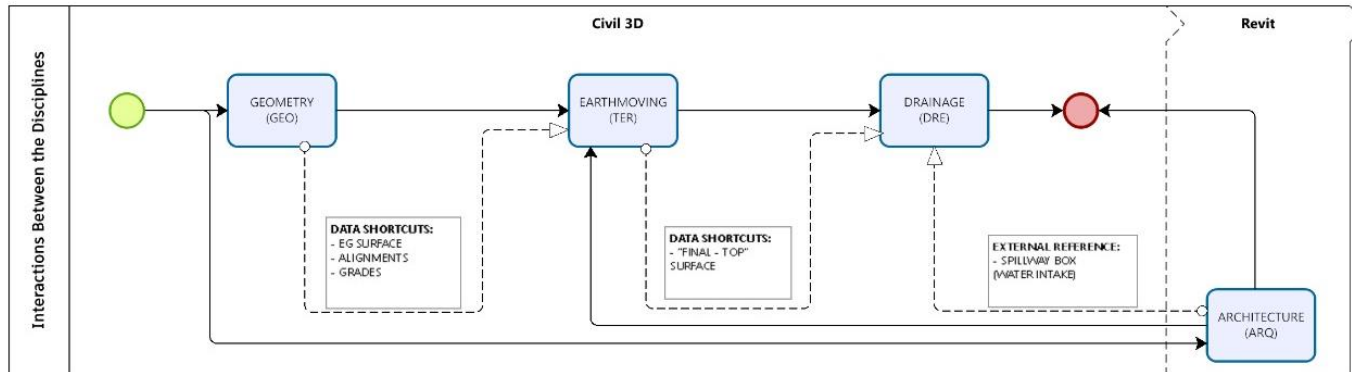 Interactions Between the Disciplines
Civil 3D
Revit
GEOMETRY
(GEO)
EARTHMOVING
(TER)
DRAINAGE
(DRE)
DATA SHORTCUTS:
- EG SURFACE
- ALIGNMENTS
- GRADES
DATA SHORTCUTS:
- "FINAL - TOP"
SURFACE
EXTERNAL REFERENCE:
- SPILLWAY BOX
(WATER INTAKE)
ARCHITECTURE
(ARQ)